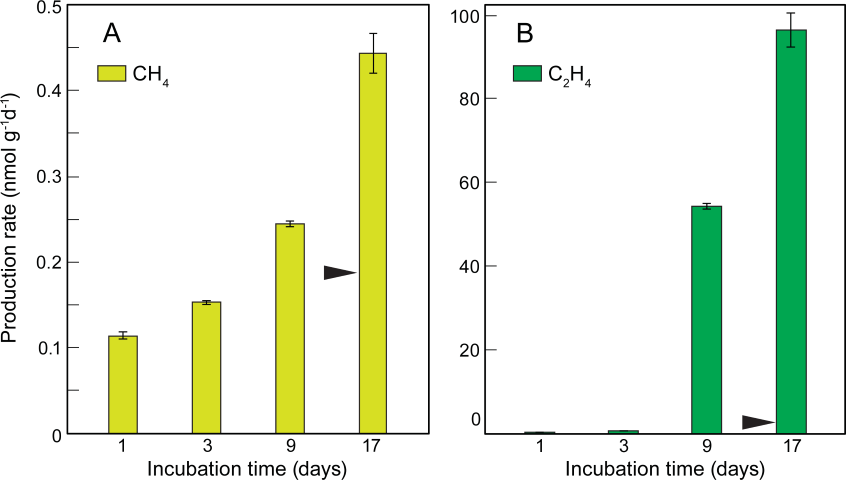 0.5
0.4
0.3
0.2
0.1
0
Production rate (nmol g⁻¹d⁻¹)
A
CH₄
1 3 9 17
Incubation time (days)
100
80
60
40
20
0
B
C₂H₄
1 3 9 17
Incubation time (days)